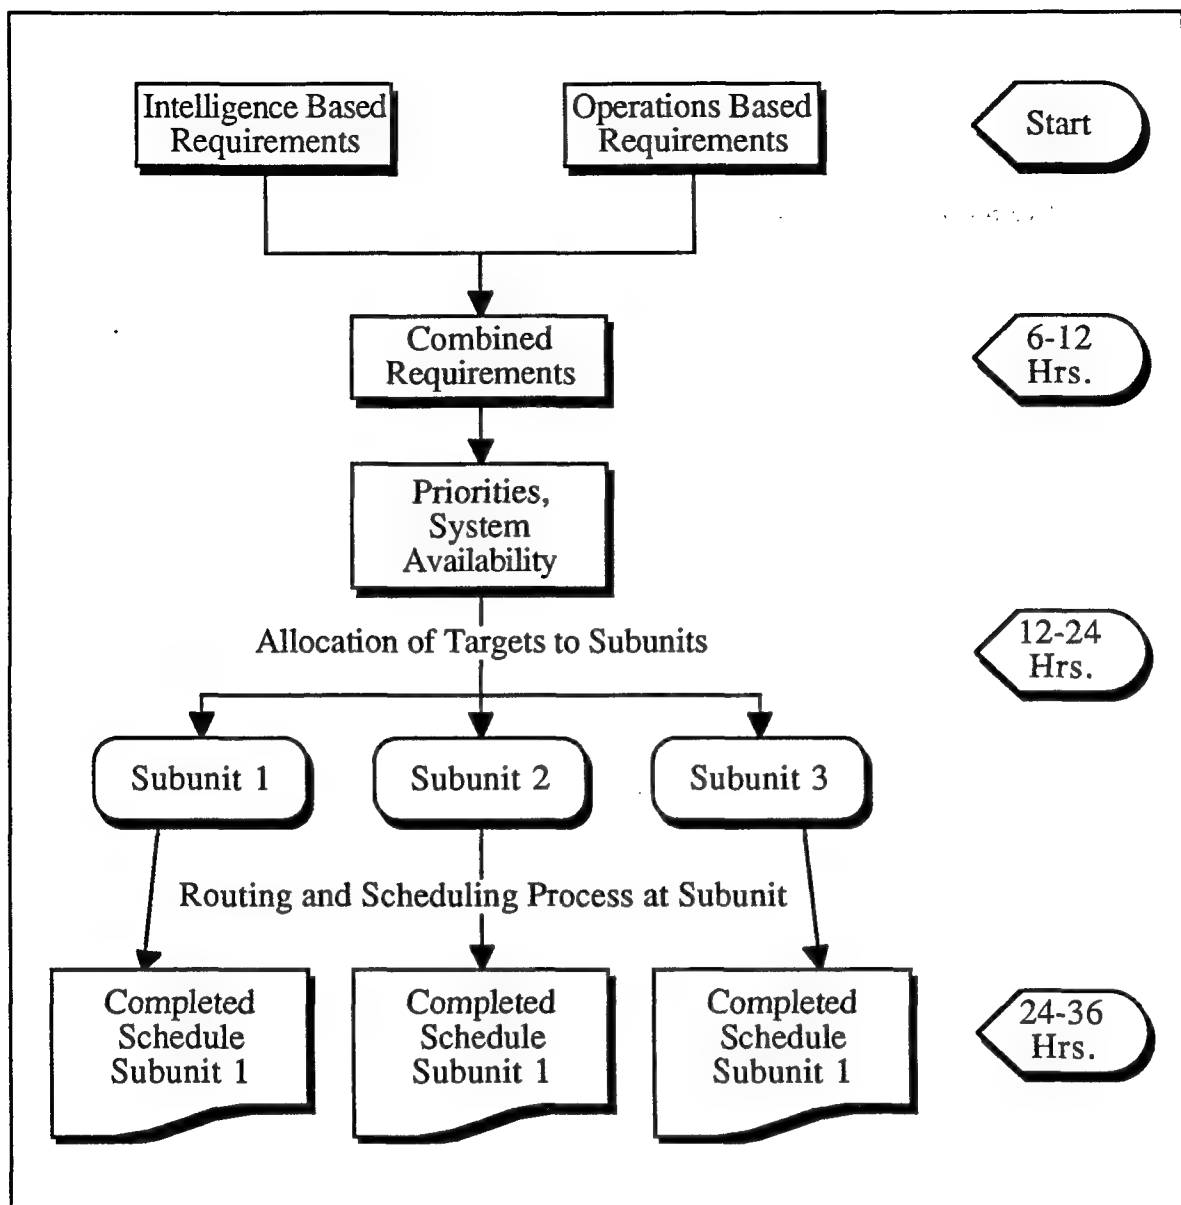 Intelligence Based
Requirements
Operations Based
Requirements
Start
Combined
Requirements
6-12
Hrs.
Priorities,
System
Availability
Allocation of Targets to Subunits
12-24
Hrs.
Subunit 1
Subunit 2
Subunit 3
Routing and Scheduling Process at Subunit
Completed
Schedule
Subunit 1
Completed
Schedule
Subunit 1
Completed
Schedule
Subunit 1
24-36
Hrs.